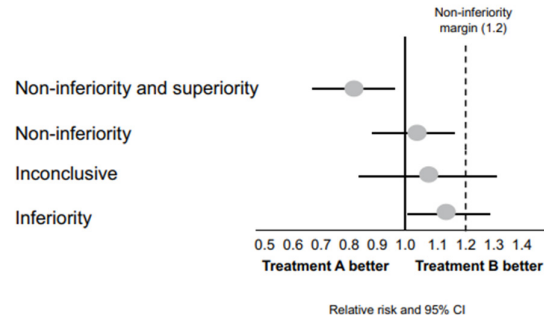 Non-inferiority
margin (1.2)
Non-inferiority and superiority
Non-inferiority
Inconclusive
Inferiority
0.5 0.6 0.7 0.8 0.9 1.0 1.1 1.2 1.3 1.4
Treatment A better Treatment B better
Relative risk and 95% CI